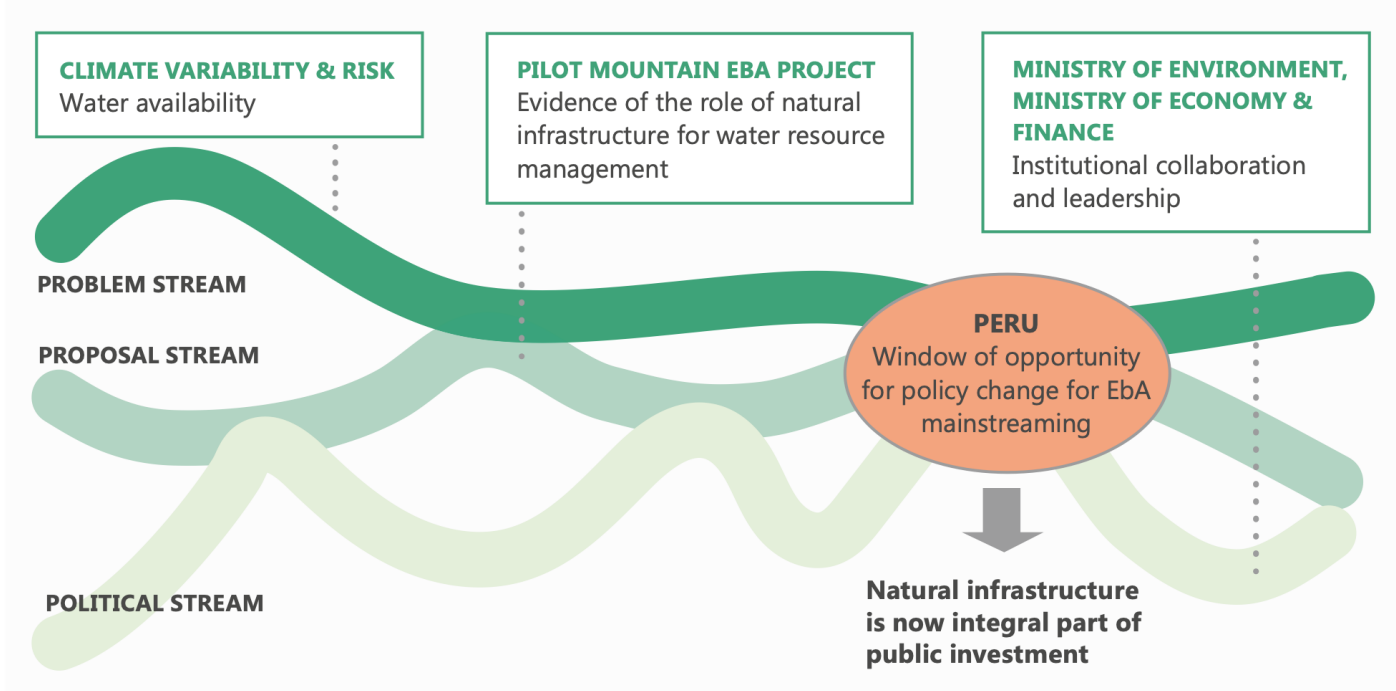 CLIMATE VARIABILITY & RISK
Water availability
PILOT MOUNTAIN EBA PROJECT
Evidence of the role of natural
infrastructure for water resource
management
MINISTRY OF ENVIRONMENT,
MINISTRY OF ECONOMY &
FINANCE
Institutional collaboration
and leadership
PROBLEM STREAM
PROPOSAL STREAM
POLITICAL STREAM
PERU
Window of opportunity
for policy change for EbA
mainstreaming
Natural infrastructure
is now integral part of
public investment